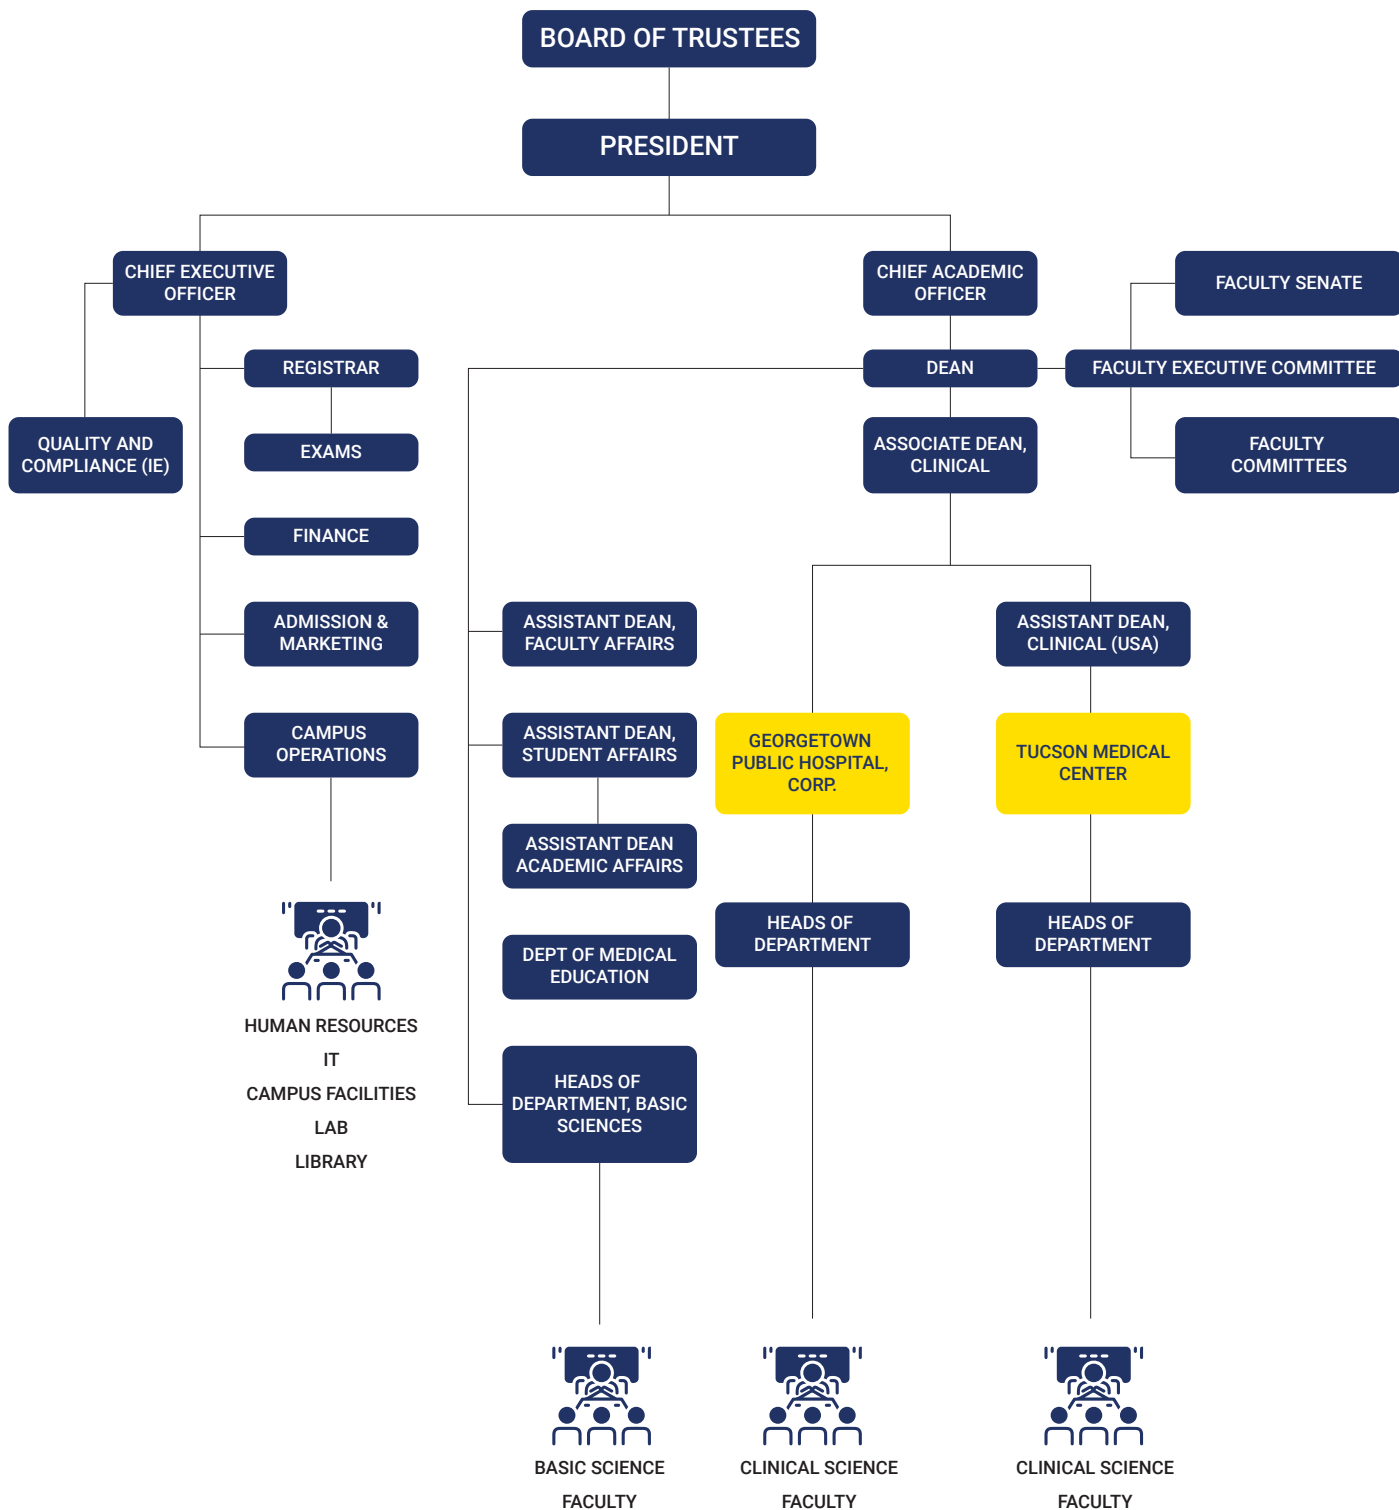 BOARD OF TRUSTEES
PRESIDENT
CHIEF EXECUTIVE
OFFICER
CHIEF ACADEMIC
OFFICER
FACULTY SENATE
REGISTRAR
DEAN
FACULTY EXECUTIVE COMMITTEE
QUALITY AND
COMPLIANCE (IE)
EXAMS
ASSOCIATE DEAN,
CLINICAL
FACULTY
COMMITTEES
FINANCE
ADMISSION &
MARKETING
ASSISTANT DEAN,
FACULTY AFFAIRS
ASSISTANT DEAN,
CLINICAL (USA)
CAMPUS
OPERATIONS
ASSISTANT DEAN,
STUDENT AFFAIRS
GEORGETOWN
PUBLIC HOSPITAL,
CORP.
TUCSON MEDICAL
CENTER
ASSISTANT DEAN
ACADEMIC AFFAIRS
HEADS OF
DEPARTMENT
HEADS OF
DEPARTMENT
DEPT OF MEDICAL
EDUCATION
HUMAN RESOURCES
IT
CAMPUS FACILITIES
LAB
LIBRARY
HEADS OF
DEPARTMENT, BASIC
SCIENCES
BASIC SCIENCE
FACULTY
CLINICAL SCIENCE
FACULTY
CLINICAL SCIENCE
FACULTY